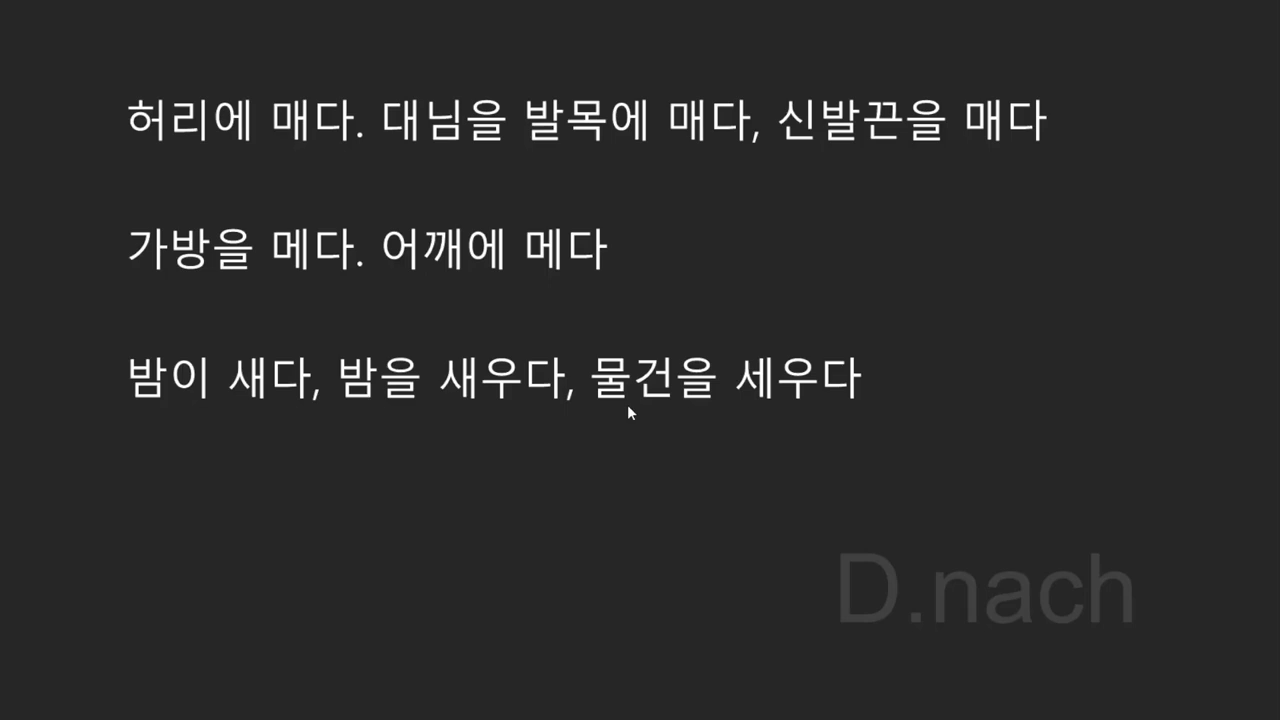 허리에 매다. 대님을 발목에 매다, 신발끈을 매다
가방을 메다. 어깨에 메다
밤이 새다, 밤을 새우다, 물건을 세우다
D.nach